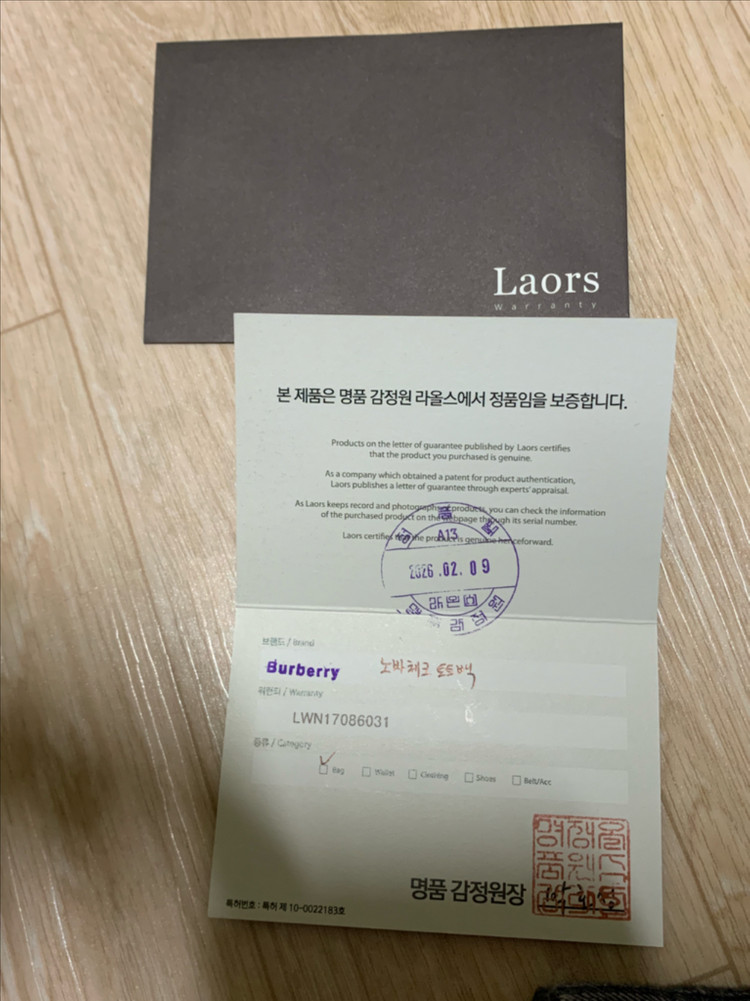 Laors
Warranty
본 제품은 명품 감정원 라올스에서 정품임을 보증합니다.
Products on the letter of guarantee published by Laors certifies
that the product you purchased is genuine.
As a company which obtained a patent for product authentication,
Laors publishes a letter of guarantee through experts' appraisal.
As Laors keeps record and photographs of products, you can check the information
of the purchased product on the webpage through its serial number.
Laors certifies that the product is genuine henceforward.
A13
2026.02.09
브랜드 / Brand
Burberry 노바체크 토트백
워런티 / Warranty
LWN17086031
종류 / Category
Bag Wallet Clothing Shoes Belt/Acc
명품 감정원장
특허번호 : 특허 제 10-0022183호